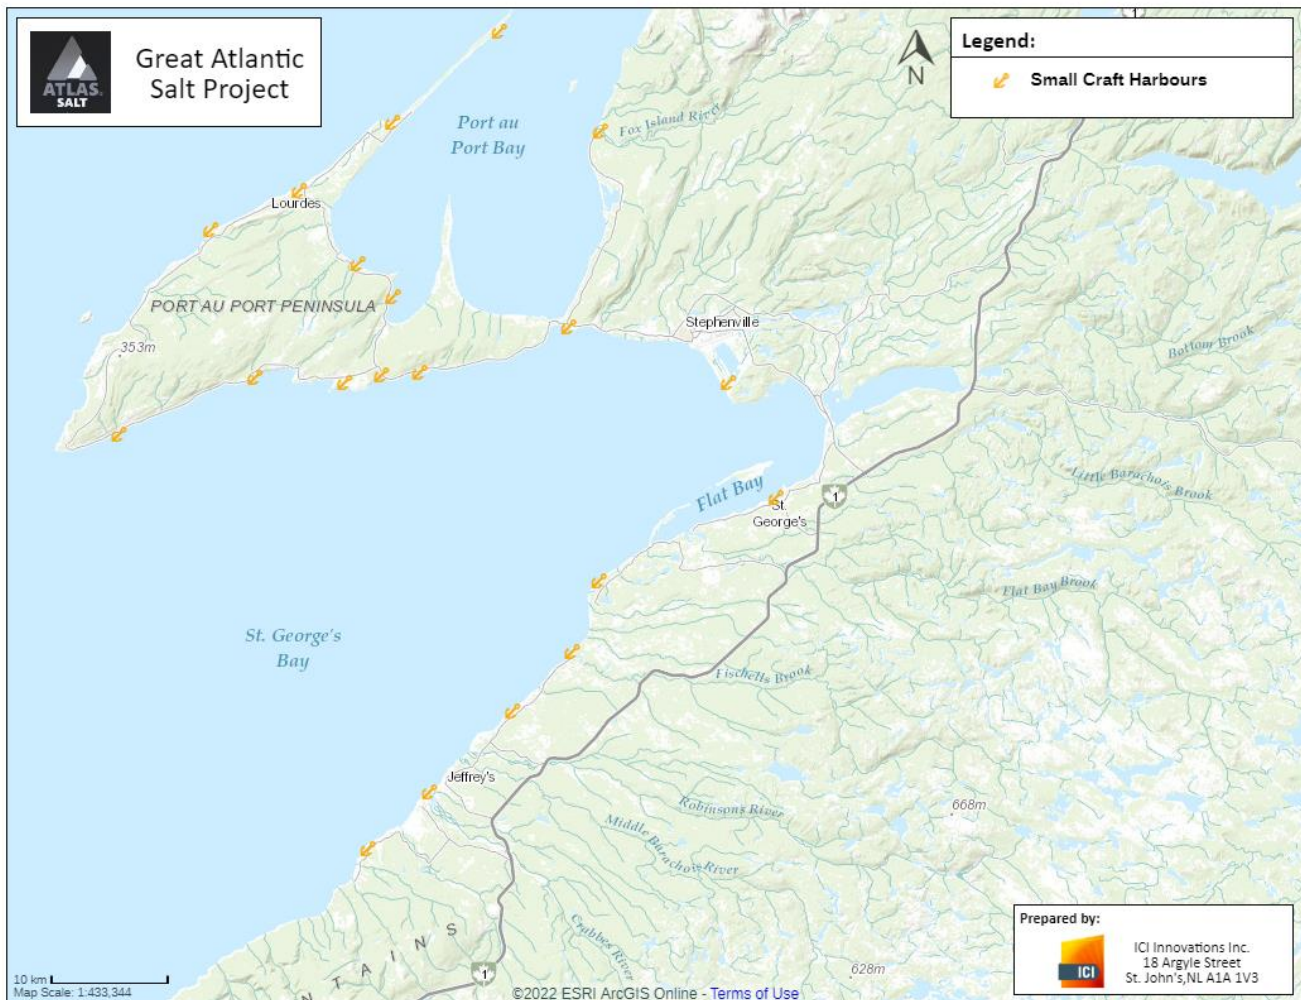 ATLAS
SALT
Great Atlantic
Salt Project
Legend:
Small Craft Harbours
N
1
Port au
Port Bay
Fox Island River
Lourdes
PORT AU PORT PENINSULA
353m
Stephenville
Bottom Brook
Little Barachois Brook
Flat Bay
St.
George's
1
Flat Bay Brook
St. George's
Bay
Fischells Brook
Jeffrey's
Robinsons River
668m
Middle Barachois River
Crabbes River
N T A I N S
1
628m
10 km
Map Scale: 1:433,344
©2022 ESRI ArcGIS Online - Terms of Use
Prepared by:
ICI
ICI Innovations Inc.
18 Argyle Street
St. John's,NL A1A 1V3